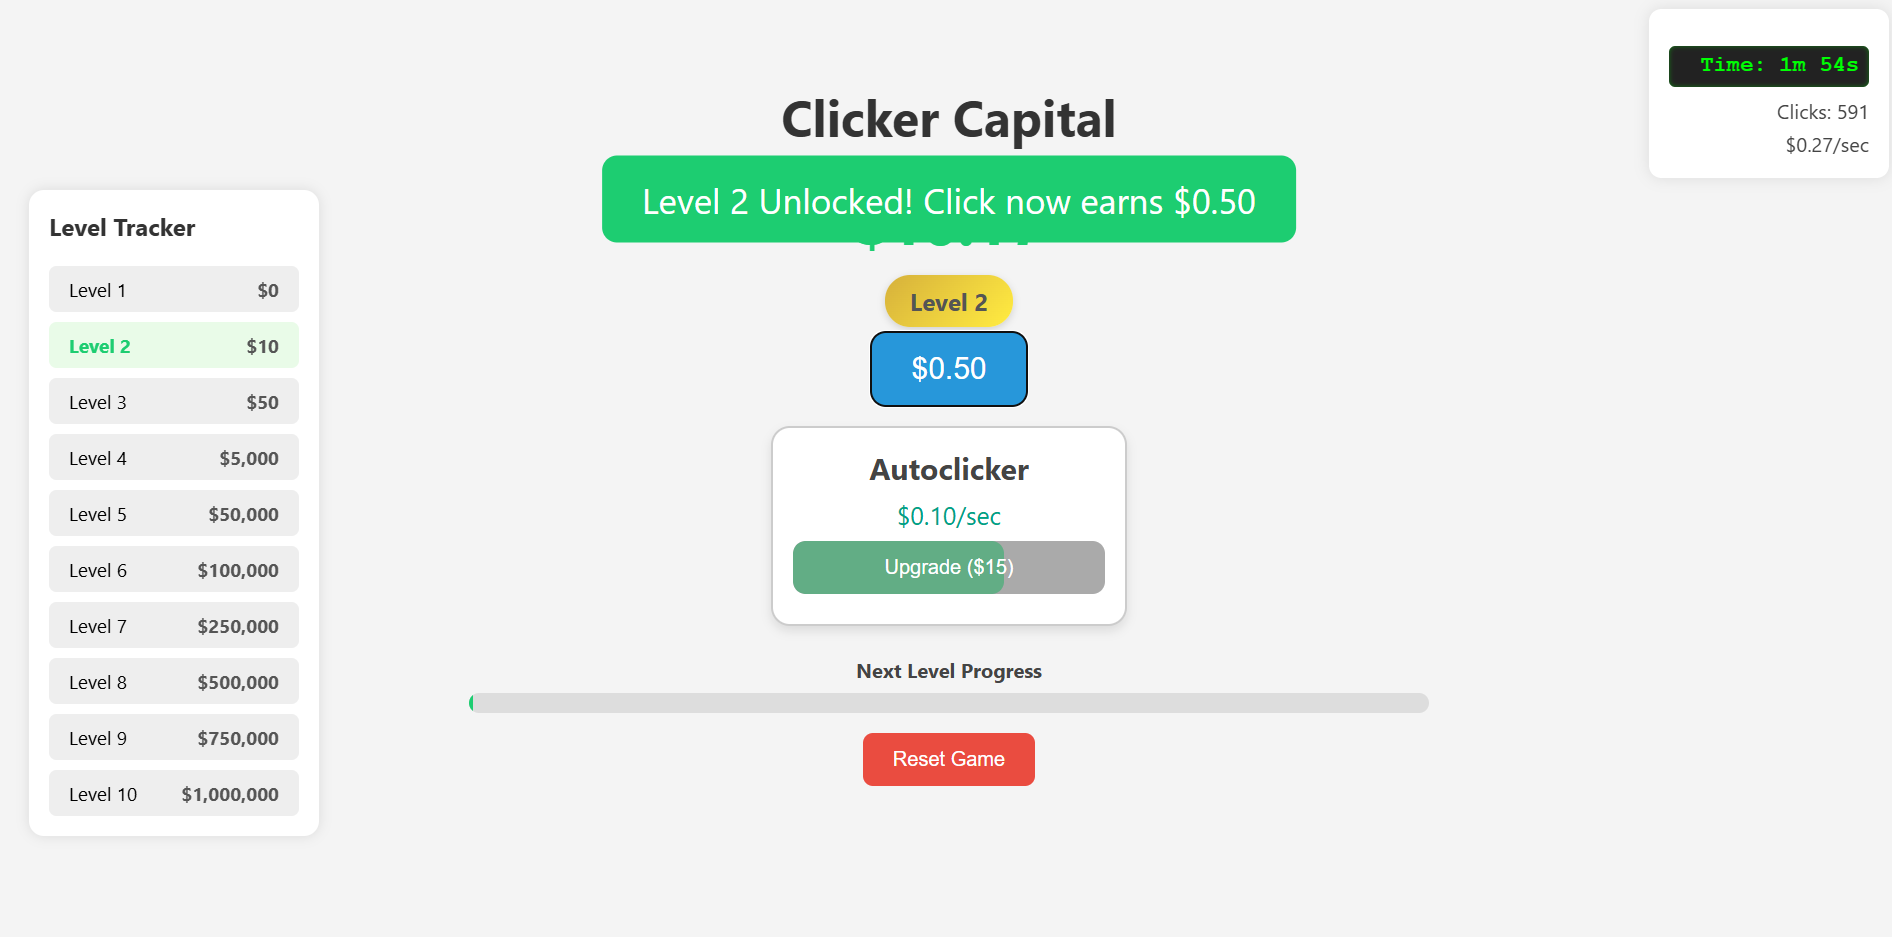 Clicker Capital
Level 2 Unlocked! Click now earns $0.50
Level 2
$0.50
Autoclicker
$0.10/sec
Upgrade ($15)
Next Level Progress
Reset Game
Level Tracker
Level 1 $0
Level 2 $10
Level 3 $50
Level 4 $5,000
Level 5 $50,000
Level 6 $100,000
Level 7 $250,000
Level 8 $500,000
Level 9 $750,000
Level 10 $1,000,000
Time: 1m 54s
Clicks: 591
$0.27/sec